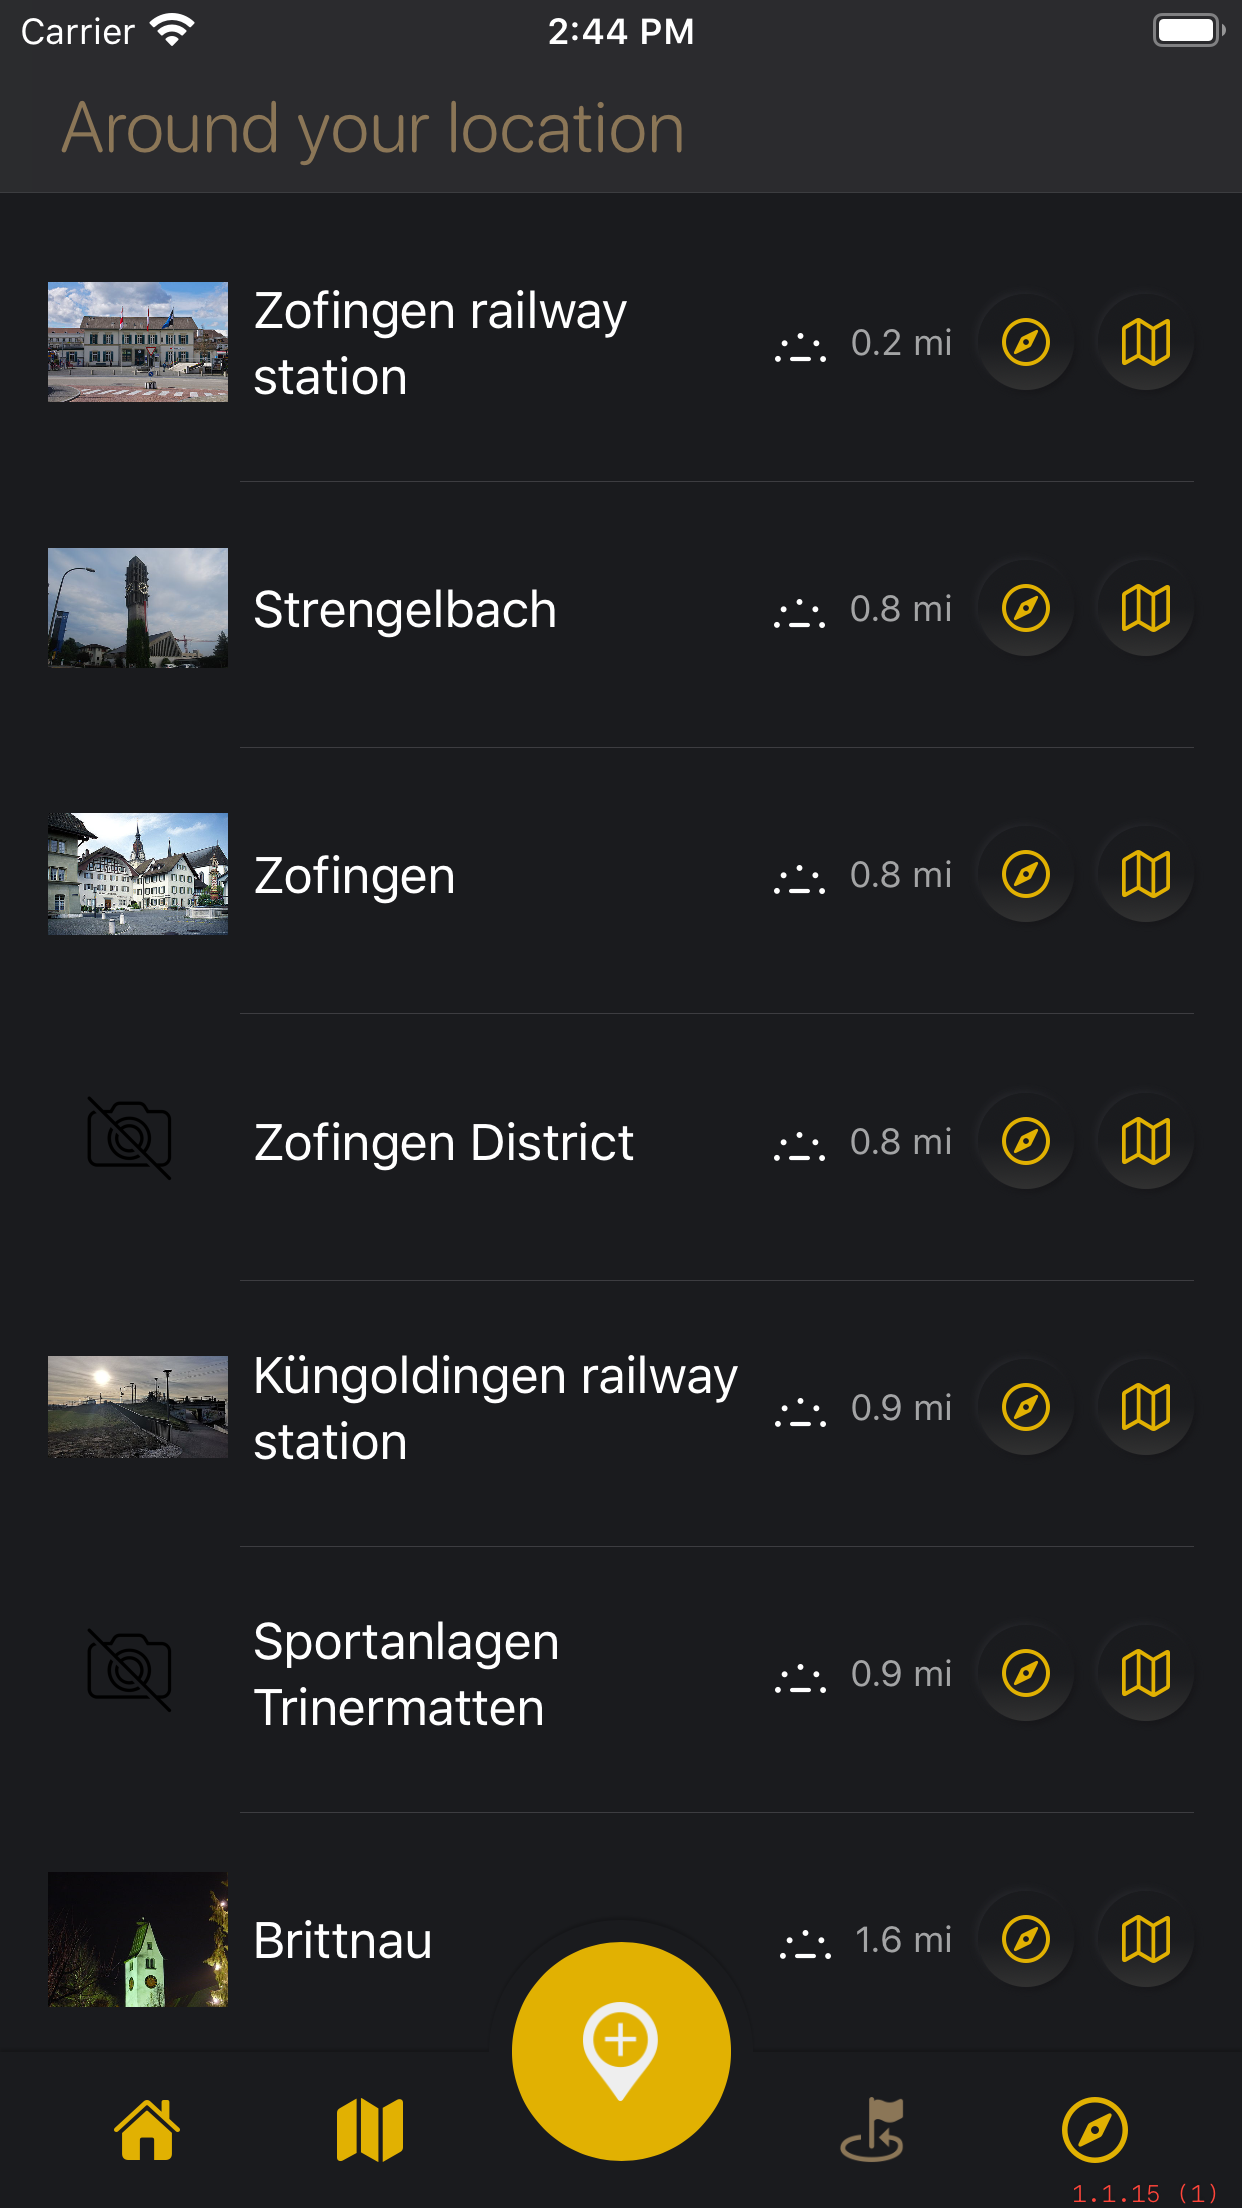 Carrier 2:44 PM
Around your location
Zofingen railway
station
0.2 mi
Strengelbach 0.8 mi
Zofingen 0.8 mi
Zofingen District 0.8 mi
Küngoldingen railway
station
0.9 mi
Sportanlagen
Trinermatten
0.9 mi
Brittnau 1.6 mi
1.1.15 (1)